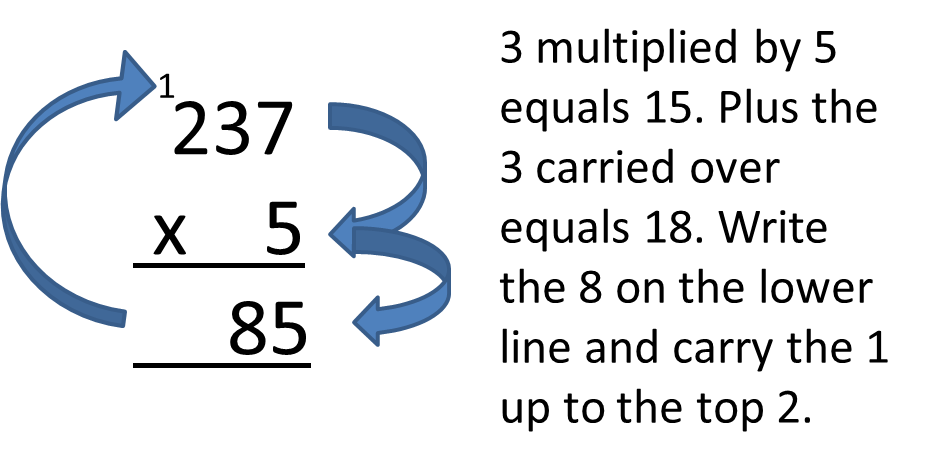 1
237
x 5
85
3 multiplied by 5
equals 15. Plus the
3 carried over
equals 18. Write
the 8 on the lower
line and carry the 1
up to the top 2.